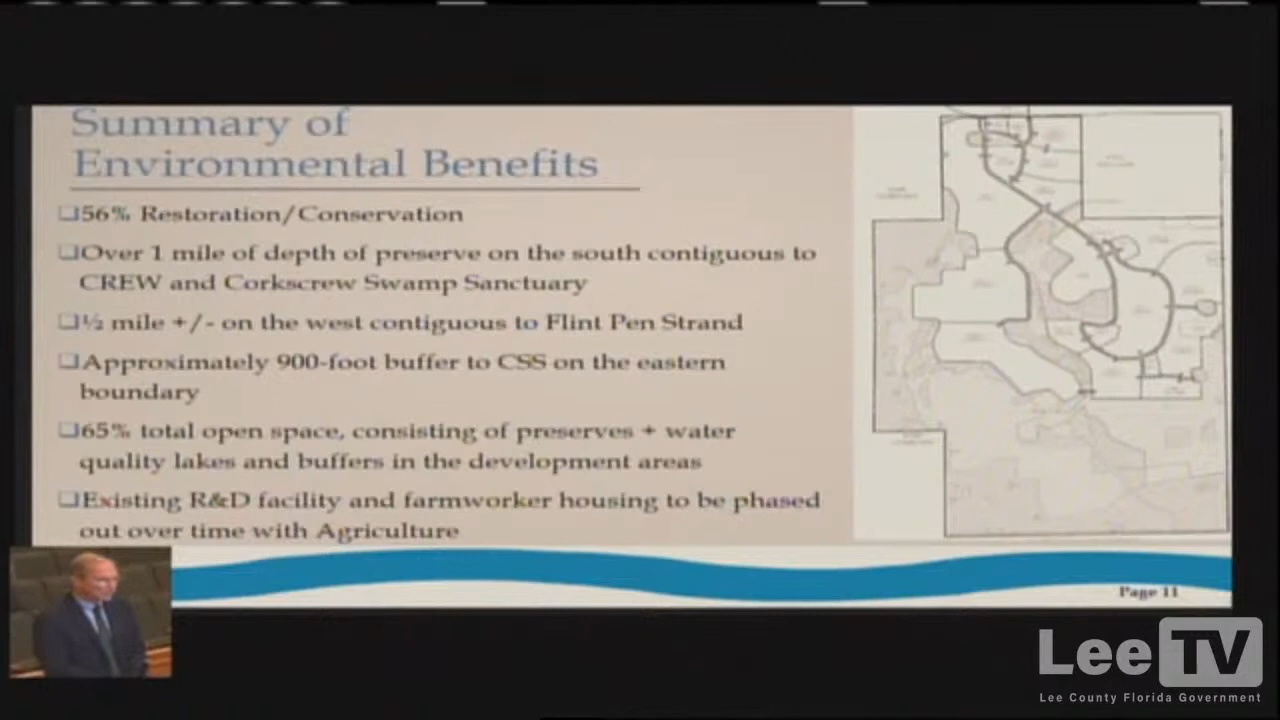 Summary of
Environmental Benefits
❑56% Restoration/Conservation
❑Over 1 mile of depth of preserve on the south contiguous to
CREW and Corkscrew Swamp Sanctuary
❑½ mile +/- on the west contiguous to Flint Pen Strand
❑Approximately 900-foot buffer to CSS on the eastern
boundary
❑65% total open space, consisting of preserves + water
quality lakes and buffers in the development areas
❑Existing R&D facility and farmworker housing to be phased
out over time with Agriculture
Page 11
LeeTV
Lee County Florida Government